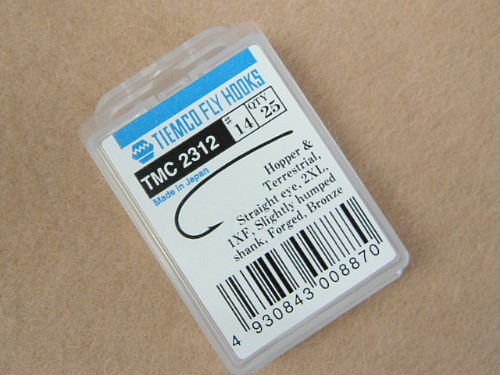 TIEMCO FLY HOOKS
TMC 2312
# 14
QTY 25
Made in Japan
Hopper &
Terrestrial,
Straight eye, 2XL,
1XF, Slightly humped
shank, Forged, Bronze
4 930843 008870